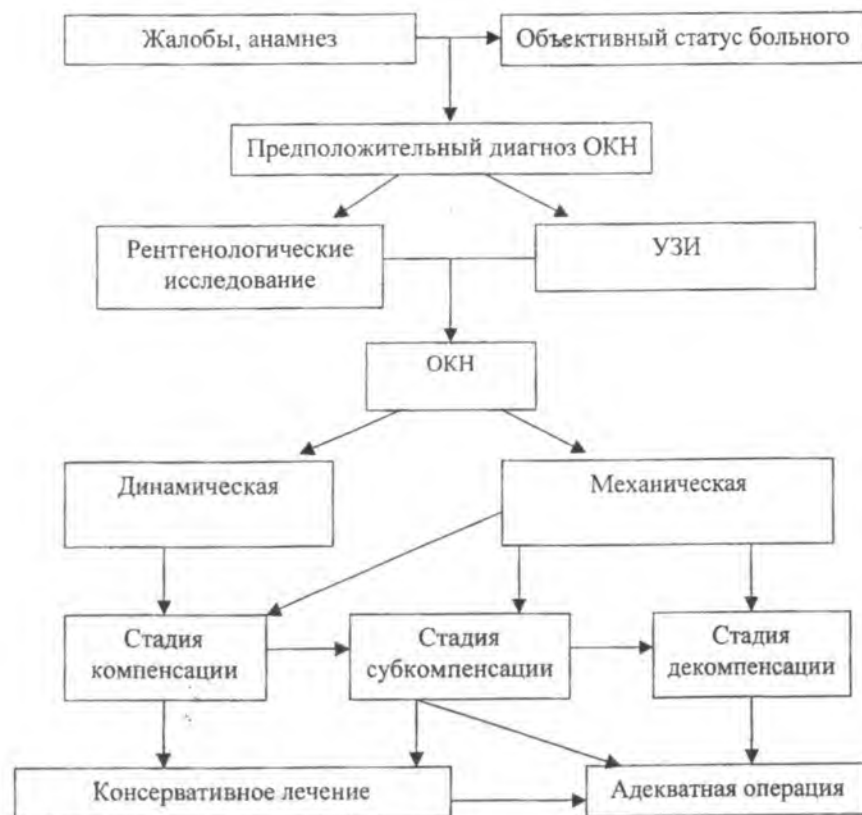 Жалобы, анамнез
Объективный статус больного
Предположительный диагноз ОКН
Рентгенологические
исследование
УЗИ
ОКН
Динамическая
Механическая
Стадия
компенсации
Стадия
субкомпенсации
Стадия
декомпенсации
Консервативное лечение
Адекватная операция